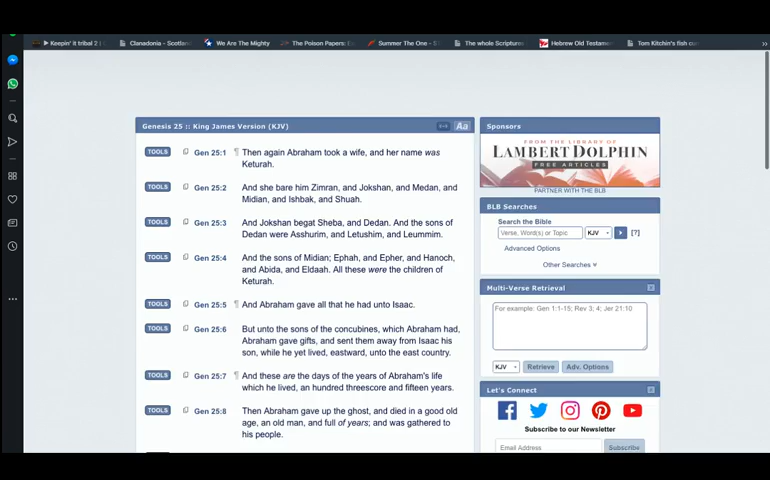 Keepin' it tribal 2
Clanadonia - Scotlan
We Are The Mighty
The Poison Papers: E
Summer The One -
The whole Scriptures
Hebrew Old Testame
Tom Kitchin's fish co
Genesis 25 :: King James Version (KJV)
Aa
TOOLS Gen 25:1 ¶ Then again Abraham took a wife, and her name was
Keturah.
TOOLS Gen 25:2 And she bare him Zimran, and Jokshan, and Medan, and
Midian, and Ishbak, and Shuah.
TOOLS Gen 25:3 And Jokshan begat Sheba, and Dedan. And the sons of
Dedan were Asshurim, and Letushim, and Leummim.
TOOLS Gen 25:4 And the sons of Midian; Ephah, and Epher, and Hanoch,
and Abida, and Eldaah. All these were the children of
Keturah.
TOOLS Gen 25:5 ¶ And Abraham gave all that he had unto Isaac.
TOOLS Gen 25:6 But unto the sons of the concubines, which Abraham had,
Abraham gave gifts, and sent them away from Isaac his
son, while he yet lived, eastward, unto the east country.
TOOLS Gen 25:7 ¶ And these are the days of the years of Abraham's life
which he lived, an hundred threescore and fifteen years.
TOOLS Gen 25:8 Then Abraham gave up the ghost, and died in a good old
age, an old man, and full of years; and was gathered to
his people.
Sponsors
FROM THE LIBRARY OF
LAMBERT DOLPHIN
FREE ARTICLES
PARTNER WITH THE BLB
BLB Searches
Search the Bible
Verse, Word(s) or Topic KJV [?]
Advanced Options
Other Searches
Multi-Verse Retrieval
For example: Gen 1:1-15; Rev 3; 4; Jer 21:10
KJV Retrieve Adv. Options
Let's Connect
Subscribe to our Newsletter
Email Address Subscribe